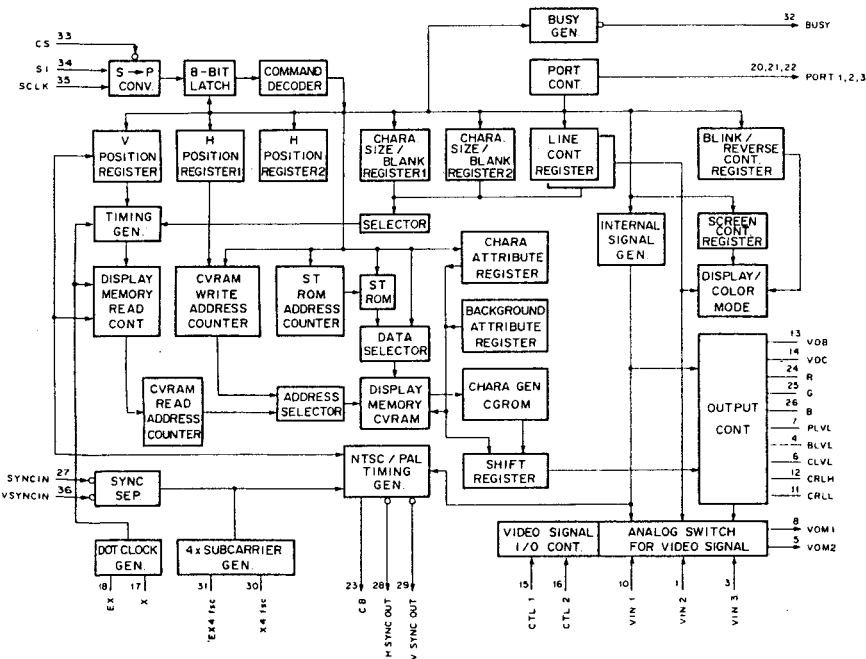 33
CS
34
SI
35
SCLK
S → P
CONV.
8-BIT
LATCH
COMMAND
DECODER
BUSY
GEN.
32
BUSY
PORT
CONT.
20,21,22
PORT 1,2,3
V
POSITION
REGISTER
H
POSITION
REGISTER1
H
POSITION
REGISTER2
CHARA
SIZE /
BLANK
REGISTER1
CHARA.
SIZE /
BLANK
REGISTER2
LINE
CONT
REGISTER
BLINK /
REVERSE
CONT.
REGISTER
TIMING
GEN.
SELECTOR
INTERNAL
SIGNAL
GEN.
SCREEN
CONT.
REGISTER
DISPLAY
MEMORY
READ
CONT
CVRAM
WRITE
ADDRESS
COUNTER
ST
ROM
ADDRESS
COUNTER
ST
ROM
CHARA
ATTRIBUTE
REGISTER
DISPLAY/
COLOR
MODE
DATA
SELECTOR
BACKGROUND
ATTRIBUTE
REGISTER
CVRAM
READ
ADDRESS
COUNTER
ADDRESS
SELECTOR
DISPLAY
MEMORY
CVRAM
CHARA GEN
CGROM
OUTPUT
CONT
13
VOB
14
VOC
24
R
25
G
26
B
7
PLVL
4
BLVL
6
CLVL
12
CRLH
11
CRLL
SYNCIN
27
VSYNCIN
36
SYNC
SEP.
NTSC / PAL
TIMING
GEN.
SHIFT
REGISTER
DOT CLOCK
GEN.
4x SUBCARRIER
GEN.
VIDEO SIGNAL
I/O CONT.
ANALOG SWITCH
FOR VIDEO SIGNAL
8
VOM1
5
VOM2
18
EX
17
X
31
EX4 fsc
30
X4 fsc
23
CB
28
H SYNC OUT
29
V SYNC OUT
15
CTL 1
16
CTL 2
10
VIN 1
1
VIN 2
3
VIN 3